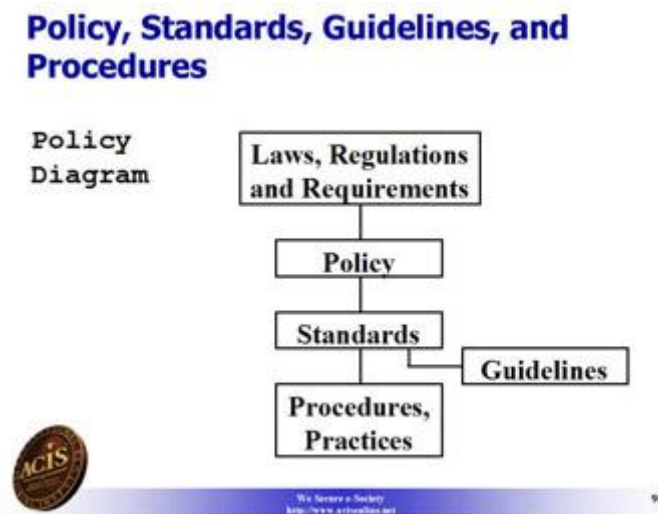 Policy, Standards, Guidelines, and
Procedures
Policy
Diagram
Laws, Regulations
and Requirements
Policy
Standards
Guidelines
Procedures,
Practices
ACIS
We Secure e-Society
9